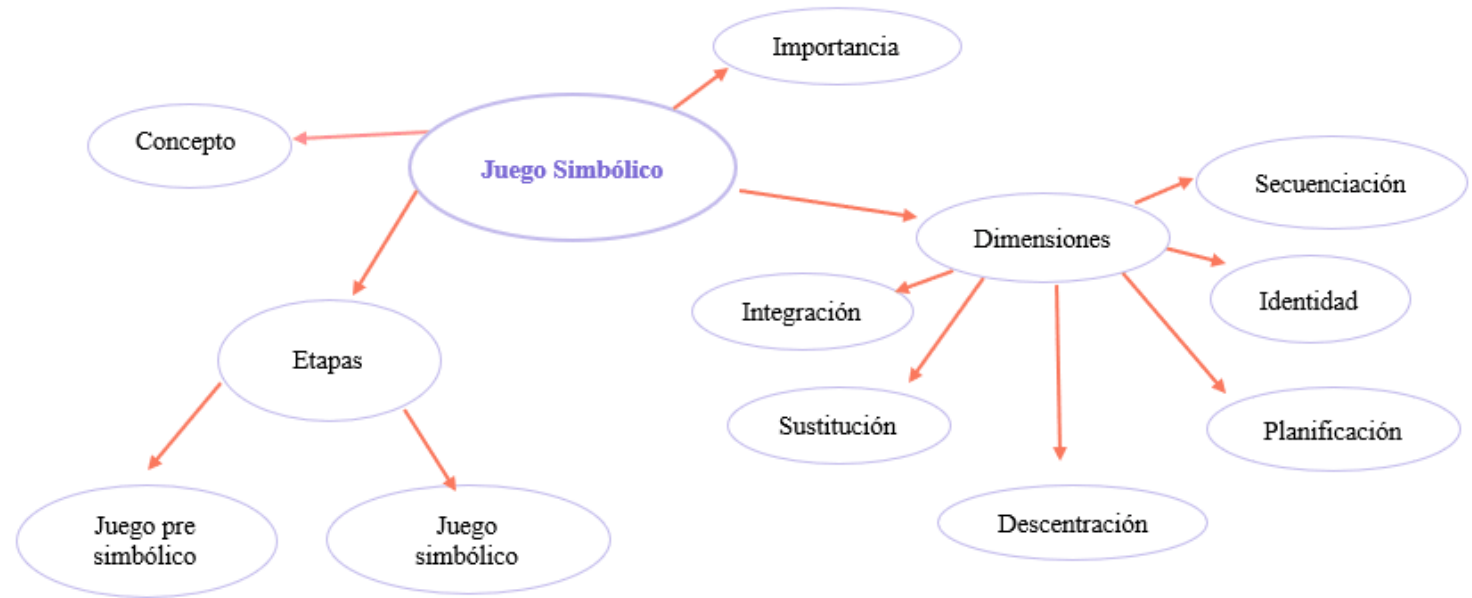 Importancia
Concepto
Juego Simbólico
Secuenciación
Dimensiones
Integración
Identidad
Etapas
Sustitución
Planificación
Juego pre
simbólico
Juego
simbólico
Descentración